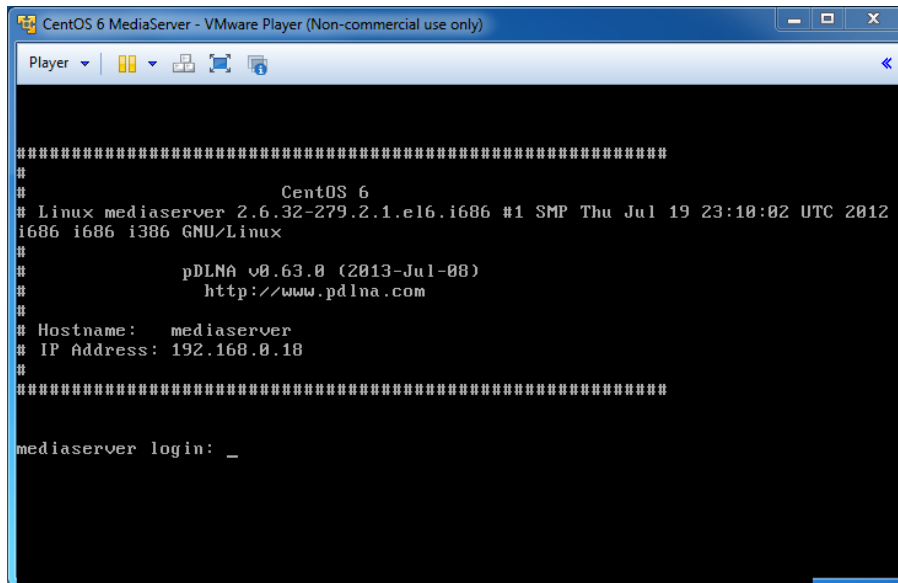 CentOS 6 MediaServer - VMware Player (Non-commercial use only)
Player
###########################################################
#
# CentOS 6
# Linux mediaserver 2.6.32-279.2.1.el6.i686 #1 SMP Thu Jul 19 23:10:02 UTC 2012
i686 i686 i386 GNU/Linux
#
# pDLNA v0.63.0 (2013-Jul-08)
# http://www.pdlna.com
#
# Hostname: mediaserver
# IP Address: 192.168.0.18
#
###########################################################
mediaserver login: _